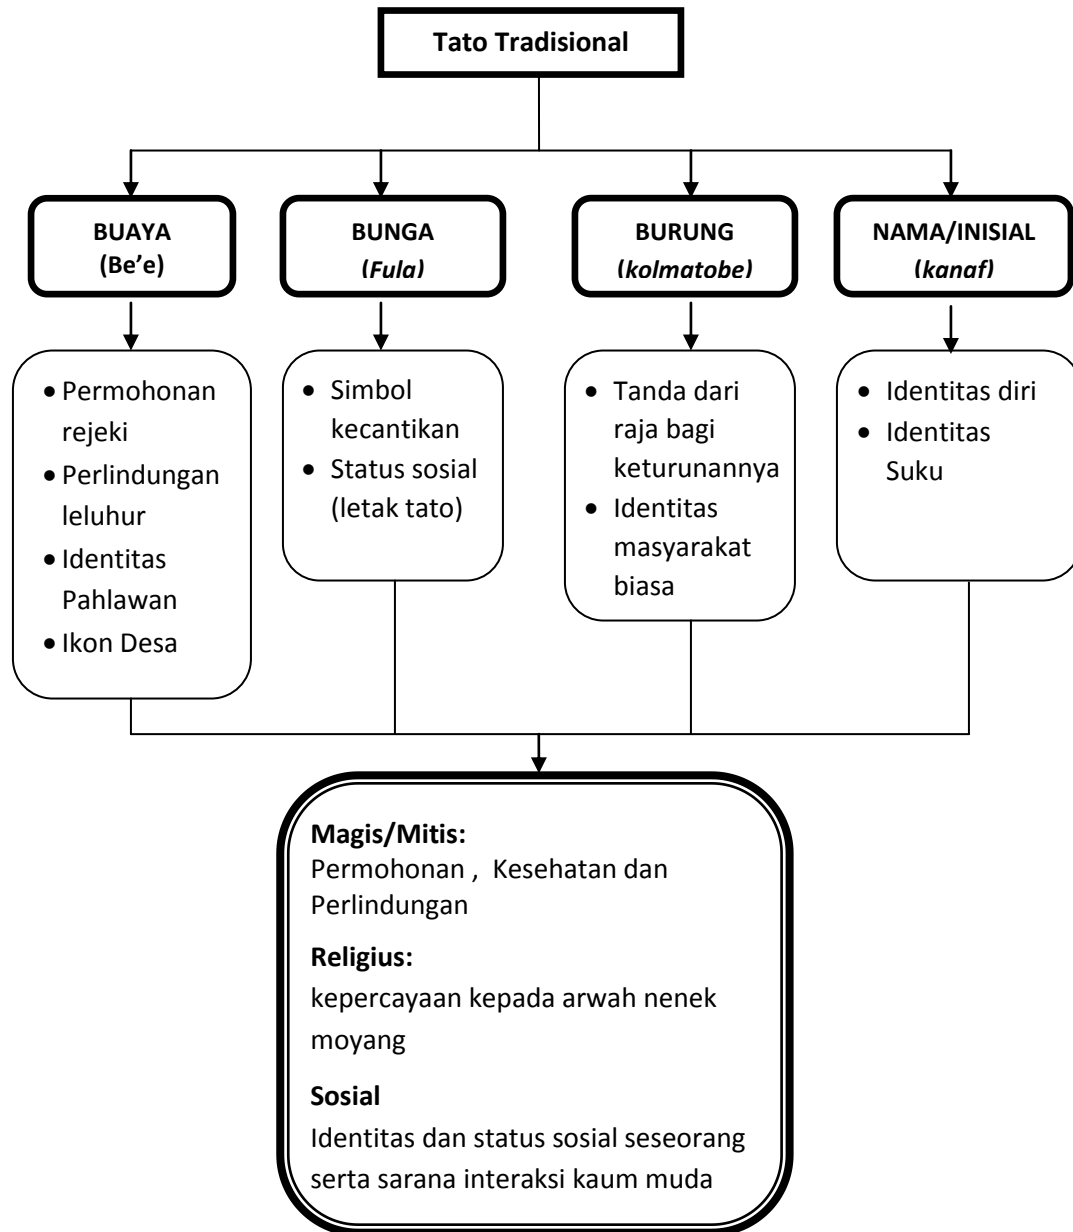 Tato Tradisional
BUAYA
(Be’e)
BUNGA
(Fula)
BURUNG
(kolmatobe)
NAMA/INISIAL
(kanaf)
• Permohonan
rejeki
• Perlindungan
leluhur
• Identitas
Pahlawan
• Ikon Desa
• Simbol
kecantikan
• Status sosial
(letak tato)
• Tanda dari
raja bagi
keturunannya
• Identitas
masyarakat
biasa
• Identitas diri
• Identitas
Suku
Magis/Mitis:
Permohonan , Kesehatan dan
Perlindungan
Religius:
kepercayaan kepada arwah nenek
moyang
Sosial
Identitas dan status sosial seseorang
serta sarana interaksi kaum muda